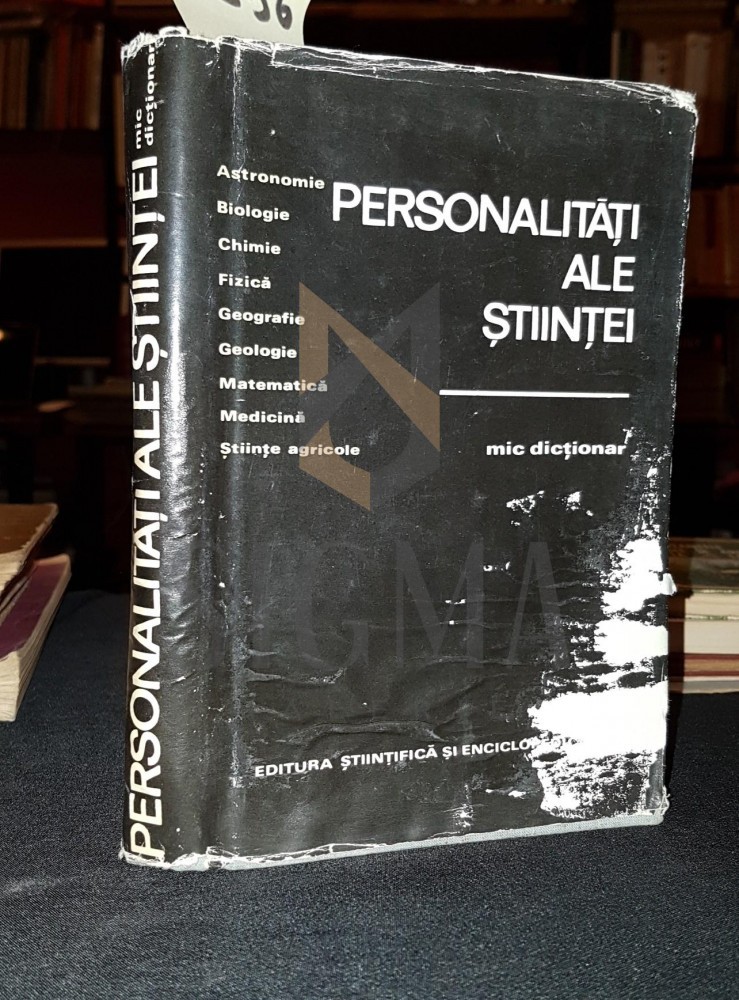 36
mic
dicționar
PERSONALITĂȚI ALE ȘTIINȚEI
Astronomie
Biologie
Chimie
Fizică
Geografie
Geologie
Matematică
Medicină
Științe agricole
PERSONALITĂȚI
ALE
ȘTIINȚEI
mic dicționar
EDITURA ȘTIINȚIFICĂ ȘI